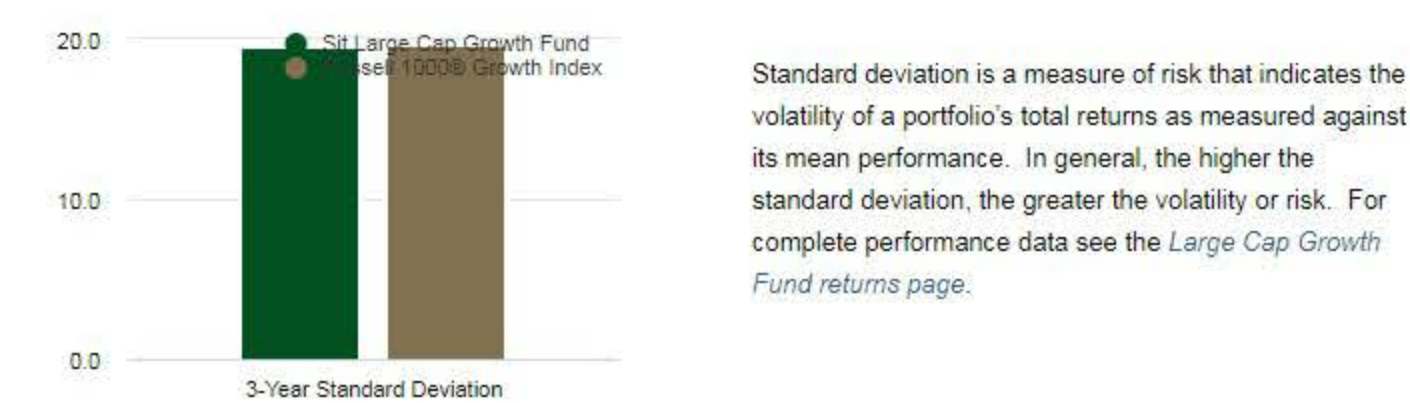 20.0
Sit Large Cap Growth Fund
Russell 1000® Growth Index
10.0
0.0
3-Year Standard Deviation
Standard deviation is a measure of risk that indicates the
volatility of a portfolio's total returns as measured against
its mean performance.  In general, the higher the
standard deviation, the greater the volatility or risk.  For
complete performance data see the Large Cap Growth
Fund returns page.